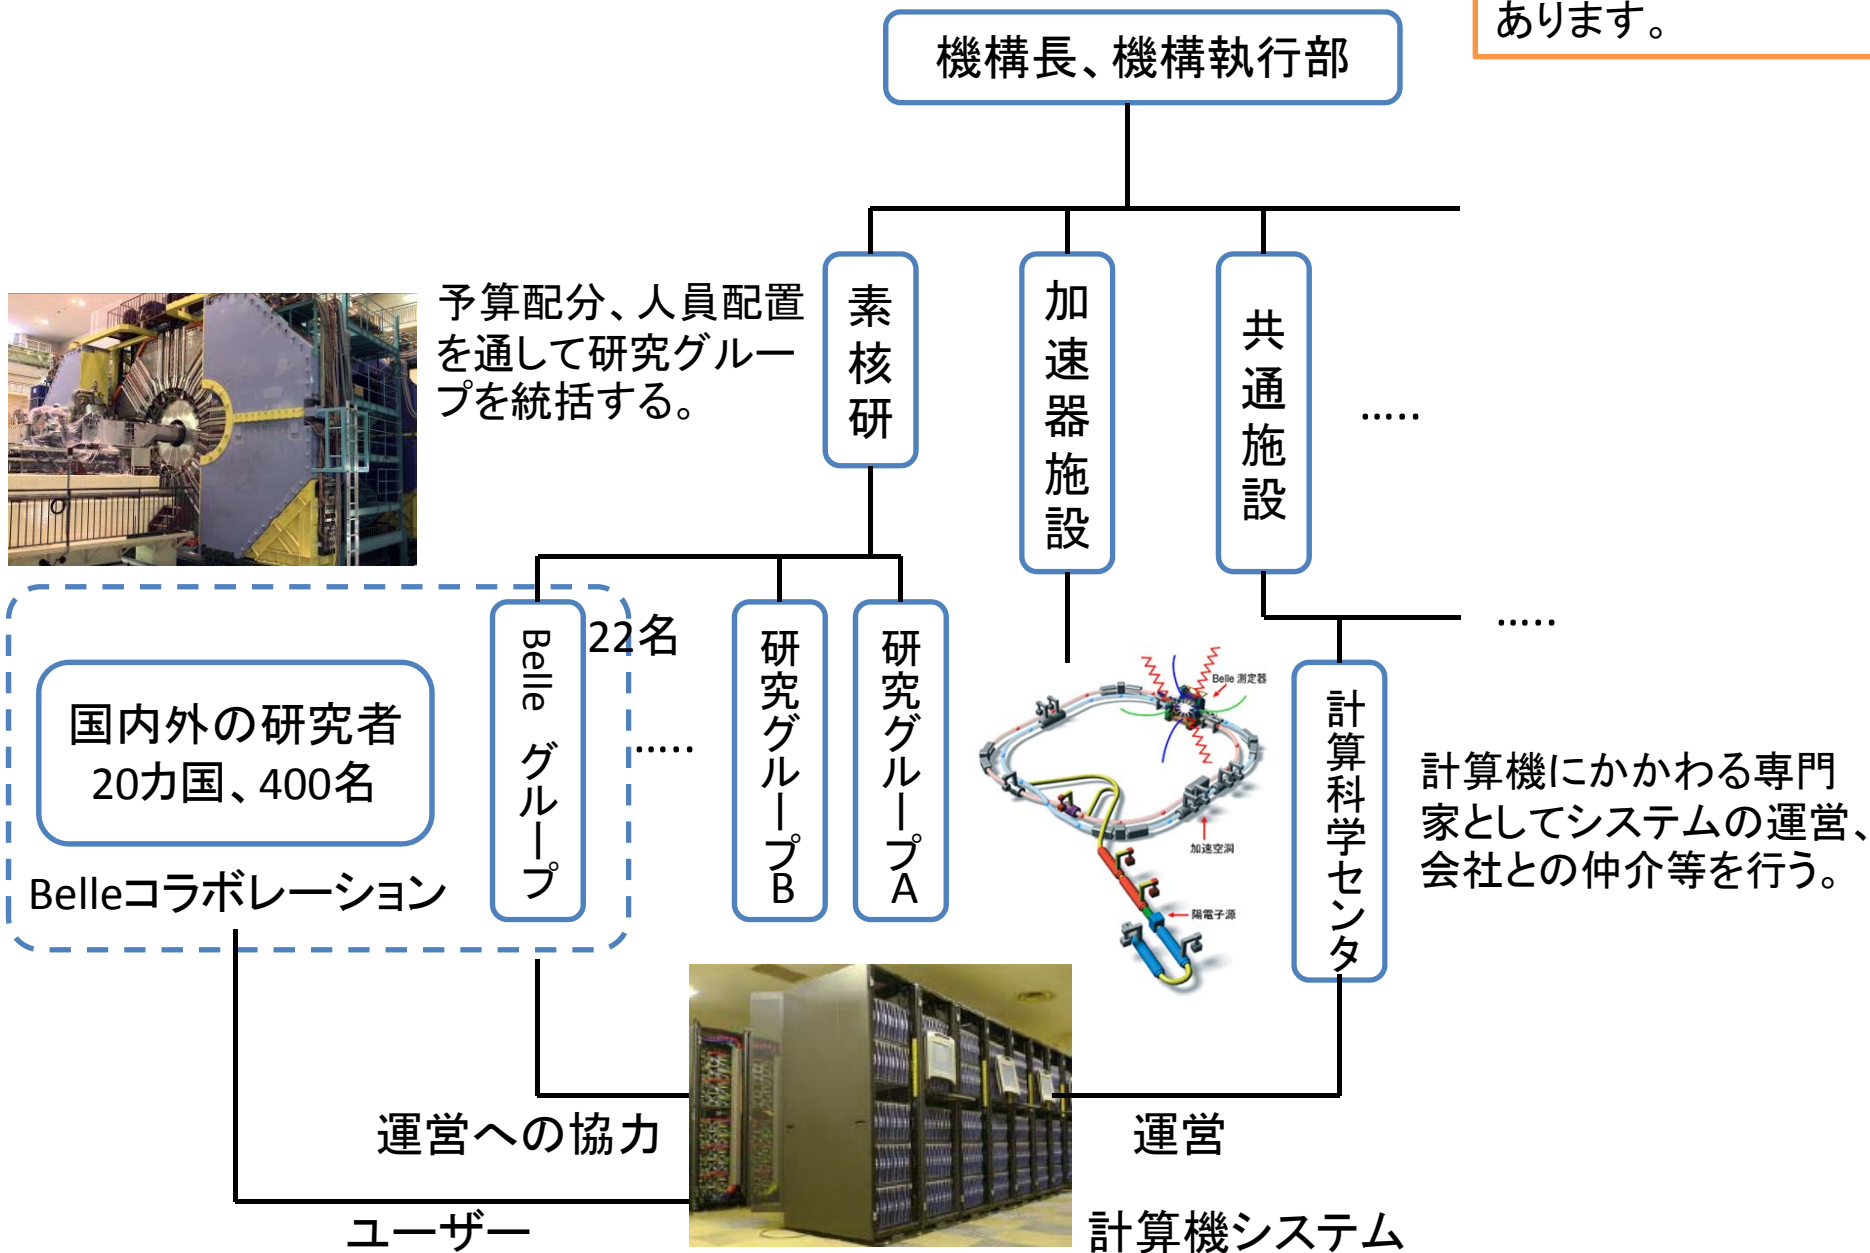 あります。
機構長、機構執行部
予算配分、人員配置
を通して研究グルー
プを統括する。
素核研
加速器施設
共通施設
.....
Belle グループ
22名
.....
研究グループB
研究グループA
.....
国内外の研究者
20カ国、400名
Belleコラボレーション
Belle 測定器
加速空洞
陽電子源
計算科学センタ
計算機にかかわる専門
家としてシステムの運営、
会社との仲介等を行う。
運営への協力
運営
ユーザー
計算機システム